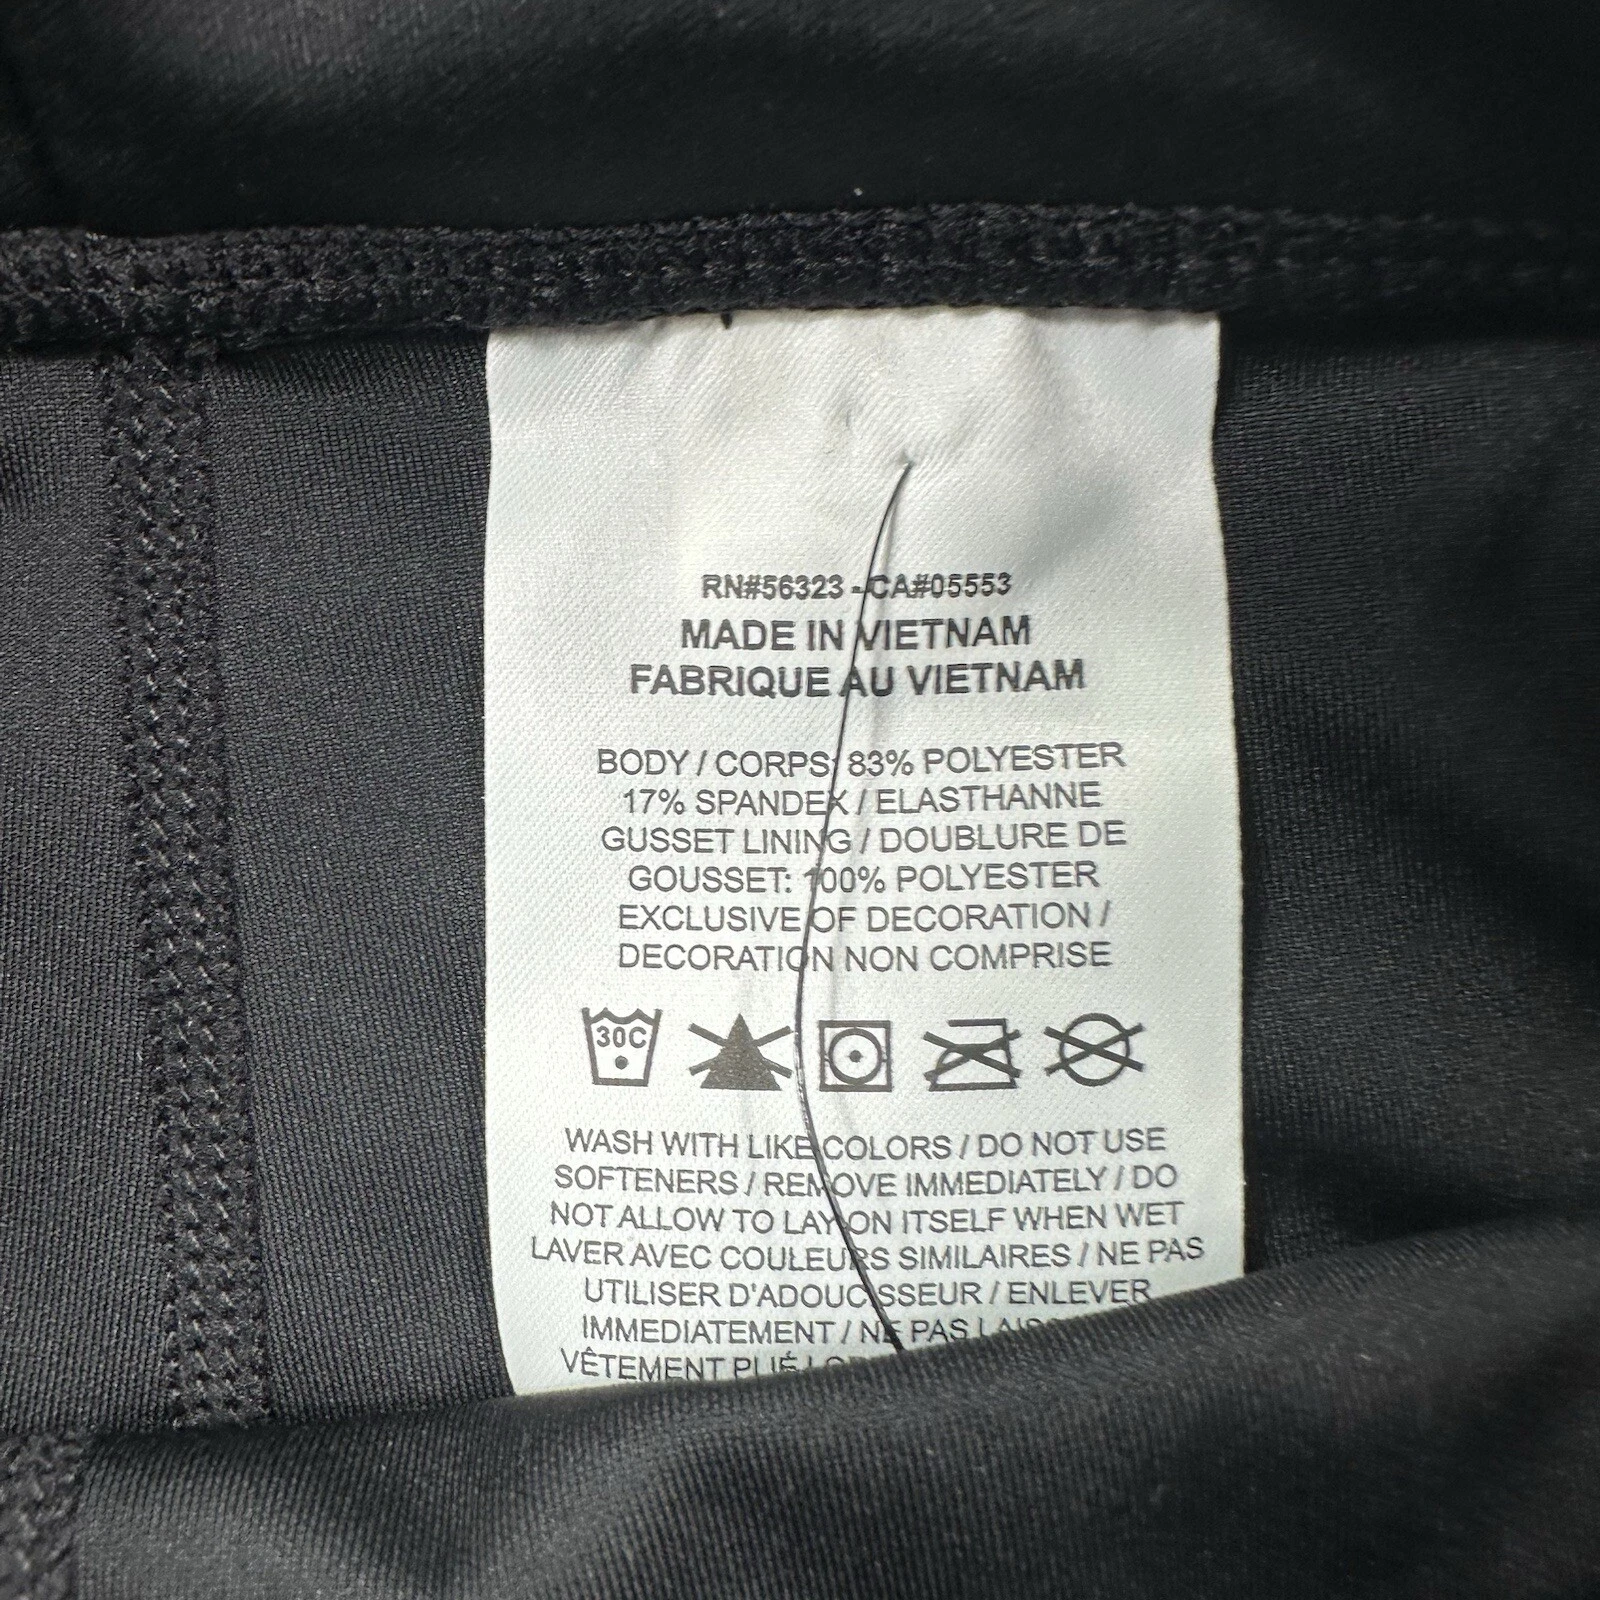 RN#56323 - CA#05553
MADE IN VIETNAM
FABRIQUE AU VIETNAM
BODY / CORPS: 83% POLYESTER
17% SPANDEX / ELASTHANNE
GUSSET LINING / DOUBLURE DE
GOUSSET: 100% POLYESTER
EXCLUSIVE OF DECORATION /
DECORATION NON COMPRISE
30C
WASH WITH LIKE COLORS / DO NOT USE
SOFTENERS / REMOVE IMMEDIATELY / DO
NOT ALLOW TO LAY ON ITSELF WHEN WET
LAVER AVEC COULEURS SIMILAIRES / NE PAS
UTILISER D'ADOUCISSEUR / ENLEVER
IMMEDIATEMENT / NE PAS
VÊTEMENT PLIÉ